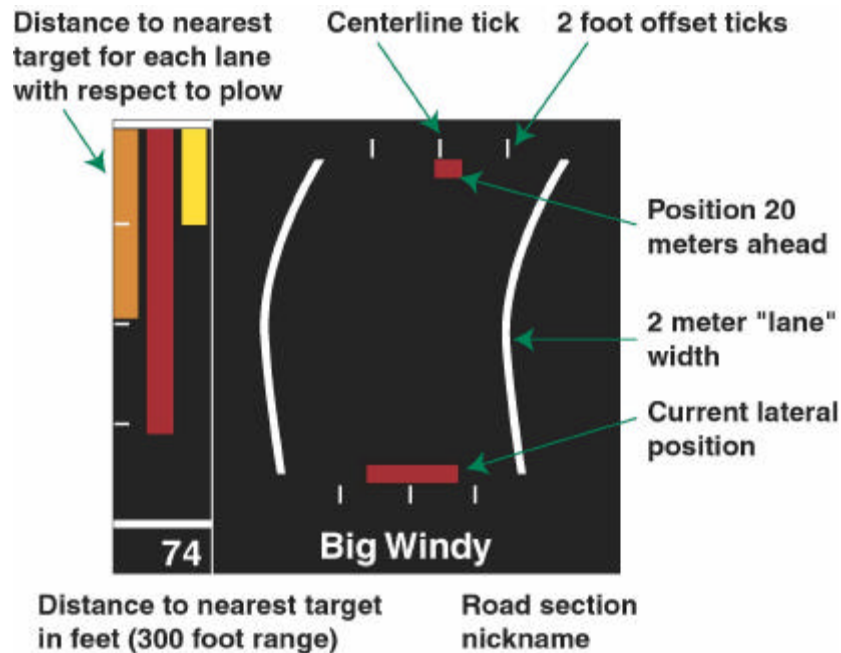 Distance to nearest
target for each lane
with respect to plow
Centerline tick
2 foot offset ticks
Position 20
meters ahead
2 meter "lane"
width
Current lateral
position
74
Big Windy
Distance to nearest target
in feet (300 foot range)
Road section
nickname